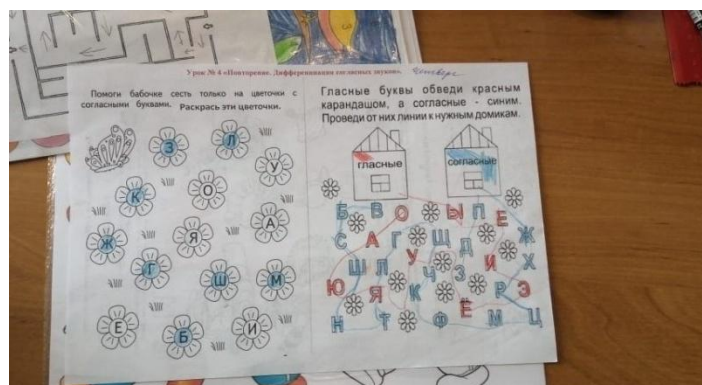 Урок № 4 «Повторение. Дифференциация согласных звуков». четверг
Помоги бабочке сесть только на цветочки с
согласными буквами. Раскрась эти цветочки.
З Л
У
К О
А
Ж Я
Г Ш М
Е Б И
Гласные буквы обведи красным
карандашом, а согласные - синим.
Проведи от них линии к нужным домикам.
гласные согласные
Б В О Ы П Е
С А Г Щ Д Ж
Ш Л У Ч З И Х
Ю Я К Ё Р Э
Н Т Ф М Ц